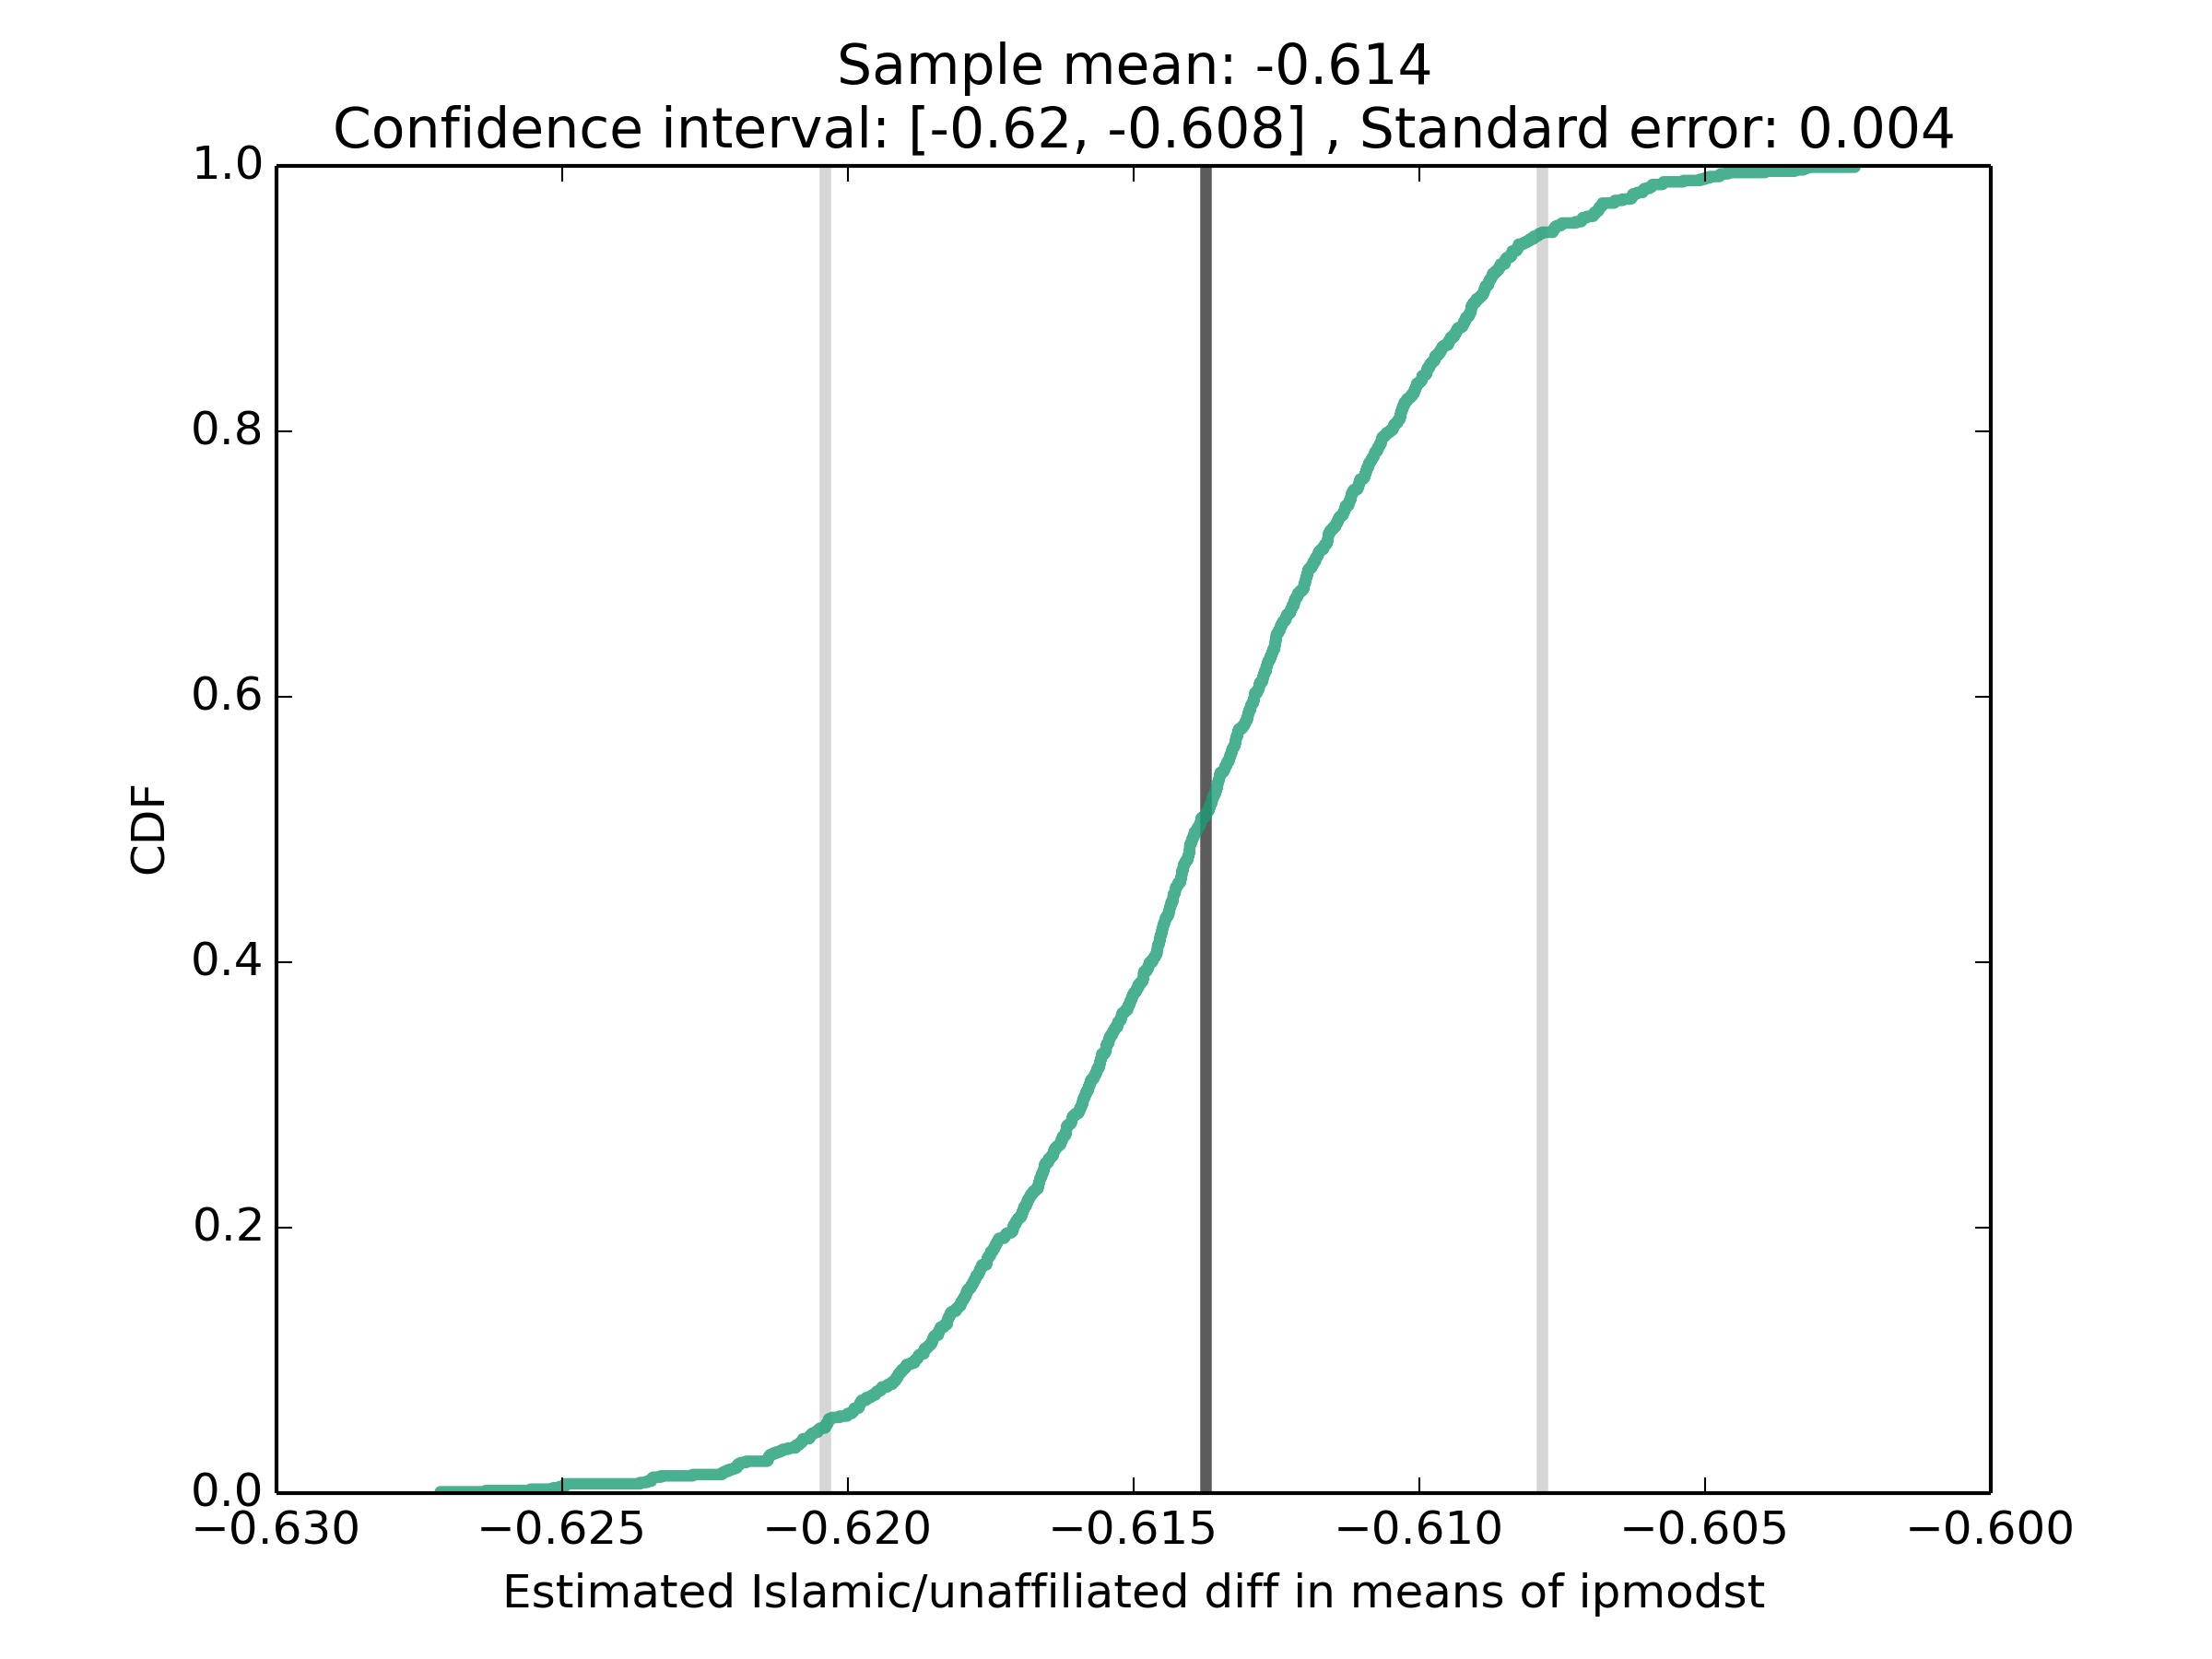 Sample mean: -0.614
Confidence interval: [-0.62, -0.608] , Standard error: 0.004
1.0
0.8
0.6
0.4
0.2
0.0
CDF
−0.630 −0.625 −0.620 −0.615 −0.610 −0.605 −0.600
Estimated Islamic/unaffiliated diff in means of ipmodst